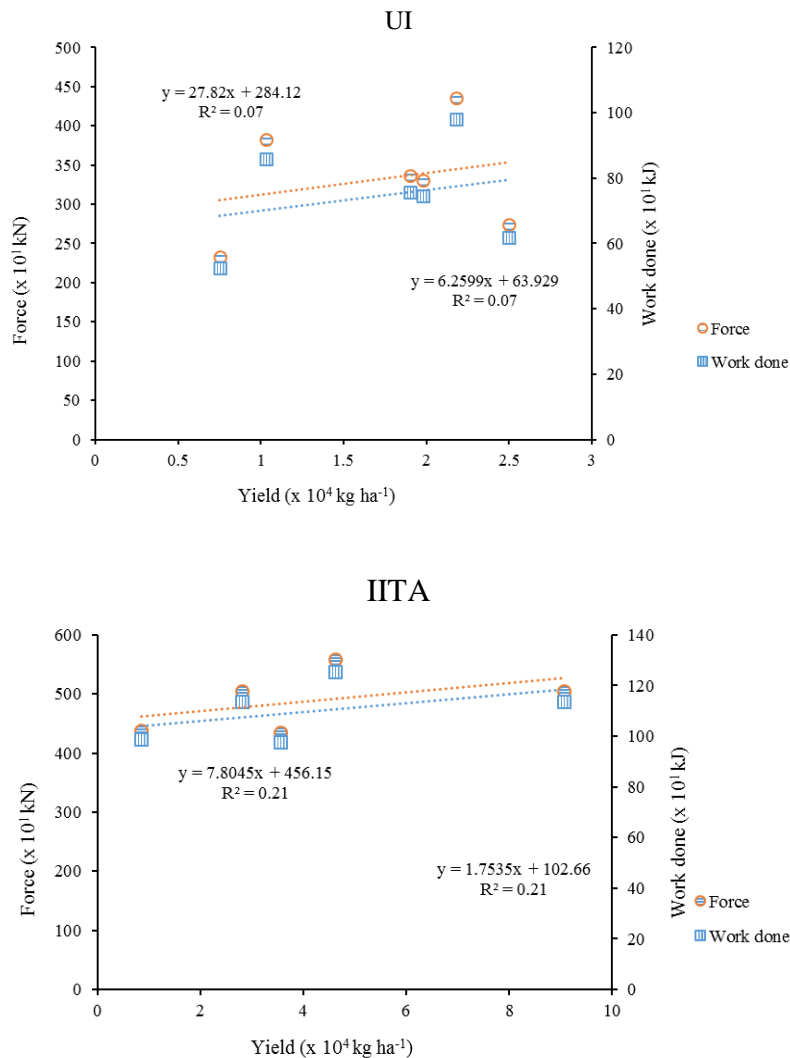 UI
500
450
400
350
300
250
200
150
100
50
0
Force (x 10¹ kN)
y = 27.82x + 284.12
R² = 0.07
y = 6.2599x + 63.929
R² = 0.07
120
100
80
60
40
20
0
Work done (x 10¹ kJ)
Force
Work done
0 0.5 1 1.5 2 2.5 3
Yield (x 10⁴ kg ha⁻¹)
IITA
600
500
400
300
200
100
0
Force (x 10¹ kN)
y = 7.8045x + 456.15
R² = 0.21
y = 1.7535x + 102.66
R² = 0.21
140
120
100
80
60
40
20
0
Work done (x 10¹ kJ)
Force
Work done
0 2 4 6 8 10
Yield (x 10⁴ kg ha⁻¹)